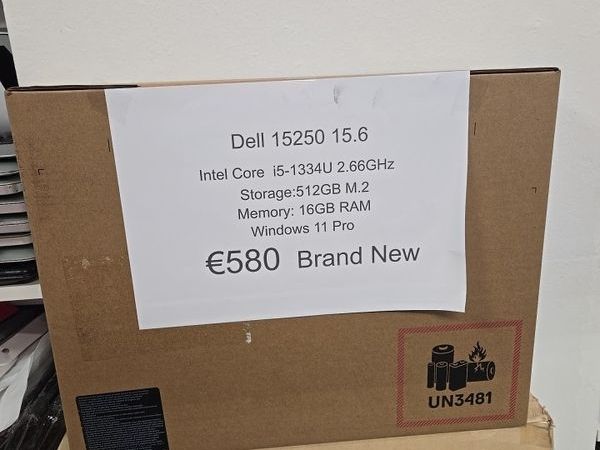 Dell 15250 15.6
Intel Core i5-1334U 2.66GHz
Storage:512GB M.2
Memory: 16GB RAM
Windows 11 Pro
€580 Brand New
UN3481